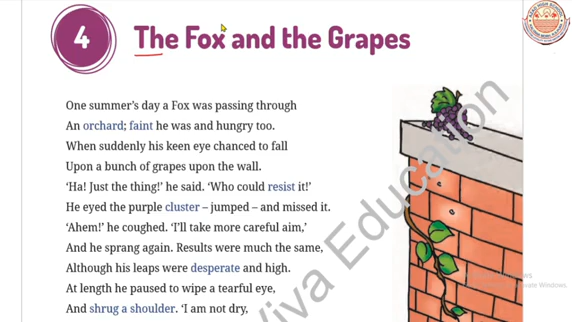 4
The Fox and the Grapes
One summer’s day a Fox was passing through
An orchard; faint he was and hungry too.
When suddenly his keen eye chanced to fall
Upon a bunch of grapes upon the wall.
‘Ha! Just the thing!’ he said. ‘Who could resist it!’
He eyed the purple cluster – jumped – and missed it.
‘Ahem!’ he coughed. ‘I’ll take more careful aim,’
And he sprang again. Results were much the same,
Although his leaps were desperate and high.
At length he paused to wipe a tearful eye,
And shrug a shoulder. ‘I am not dry,
Viva Education